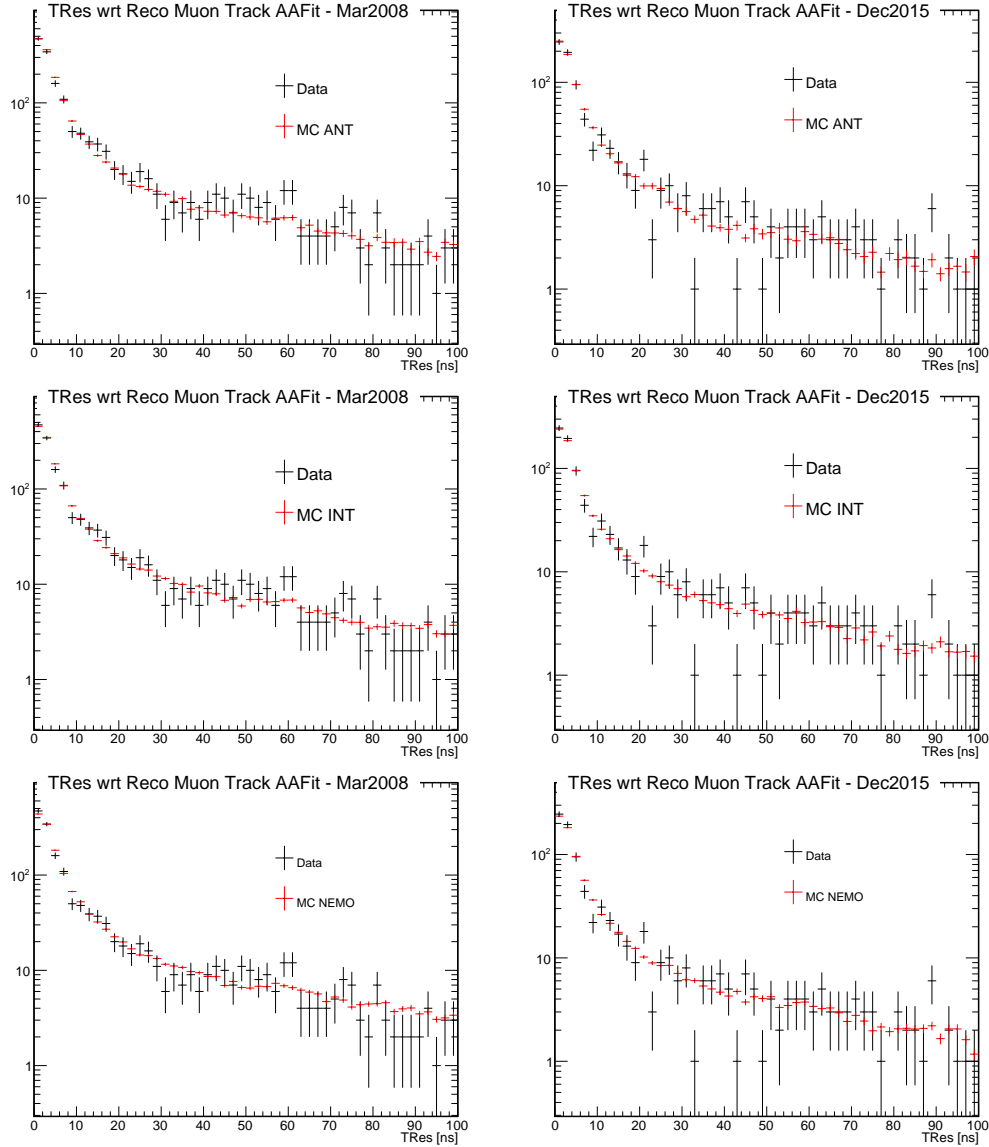 TRes wrt Reco Muon Track AAFit - Mar2008
10²
10
1
Data
MC ANT
0 10 20 30 40 50 60 70 80 90 100
TRes [ns]
TRes wrt Reco Muon Track AAFit - Dec2015
10²
10
1
Data
MC ANT
0 10 20 30 40 50 60 70 80 90 100
TRes [ns]
TRes wrt Reco Muon Track AAFit - Mar2008
10²
10
1
Data
MC INT
0 10 20 30 40 50 60 70 80 90 100
TRes [ns]
TRes wrt Reco Muon Track AAFit - Dec2015
10²
10
1
Data
MC INT
0 10 20 30 40 50 60 70 80 90 100
TRes [ns]
TRes wrt Reco Muon Track AAFit - Mar2008
10²
10
1
Data
MC NEMO
0 10 20 30 40 50 60 70 80 90 100
TRes [ns]
TRes wrt Reco Muon Track AAFit - Dec2015
10²
10
1
Data
MC NEMO
0 10 20 30 40 50 60 70 80 90 100
TRes [ns]